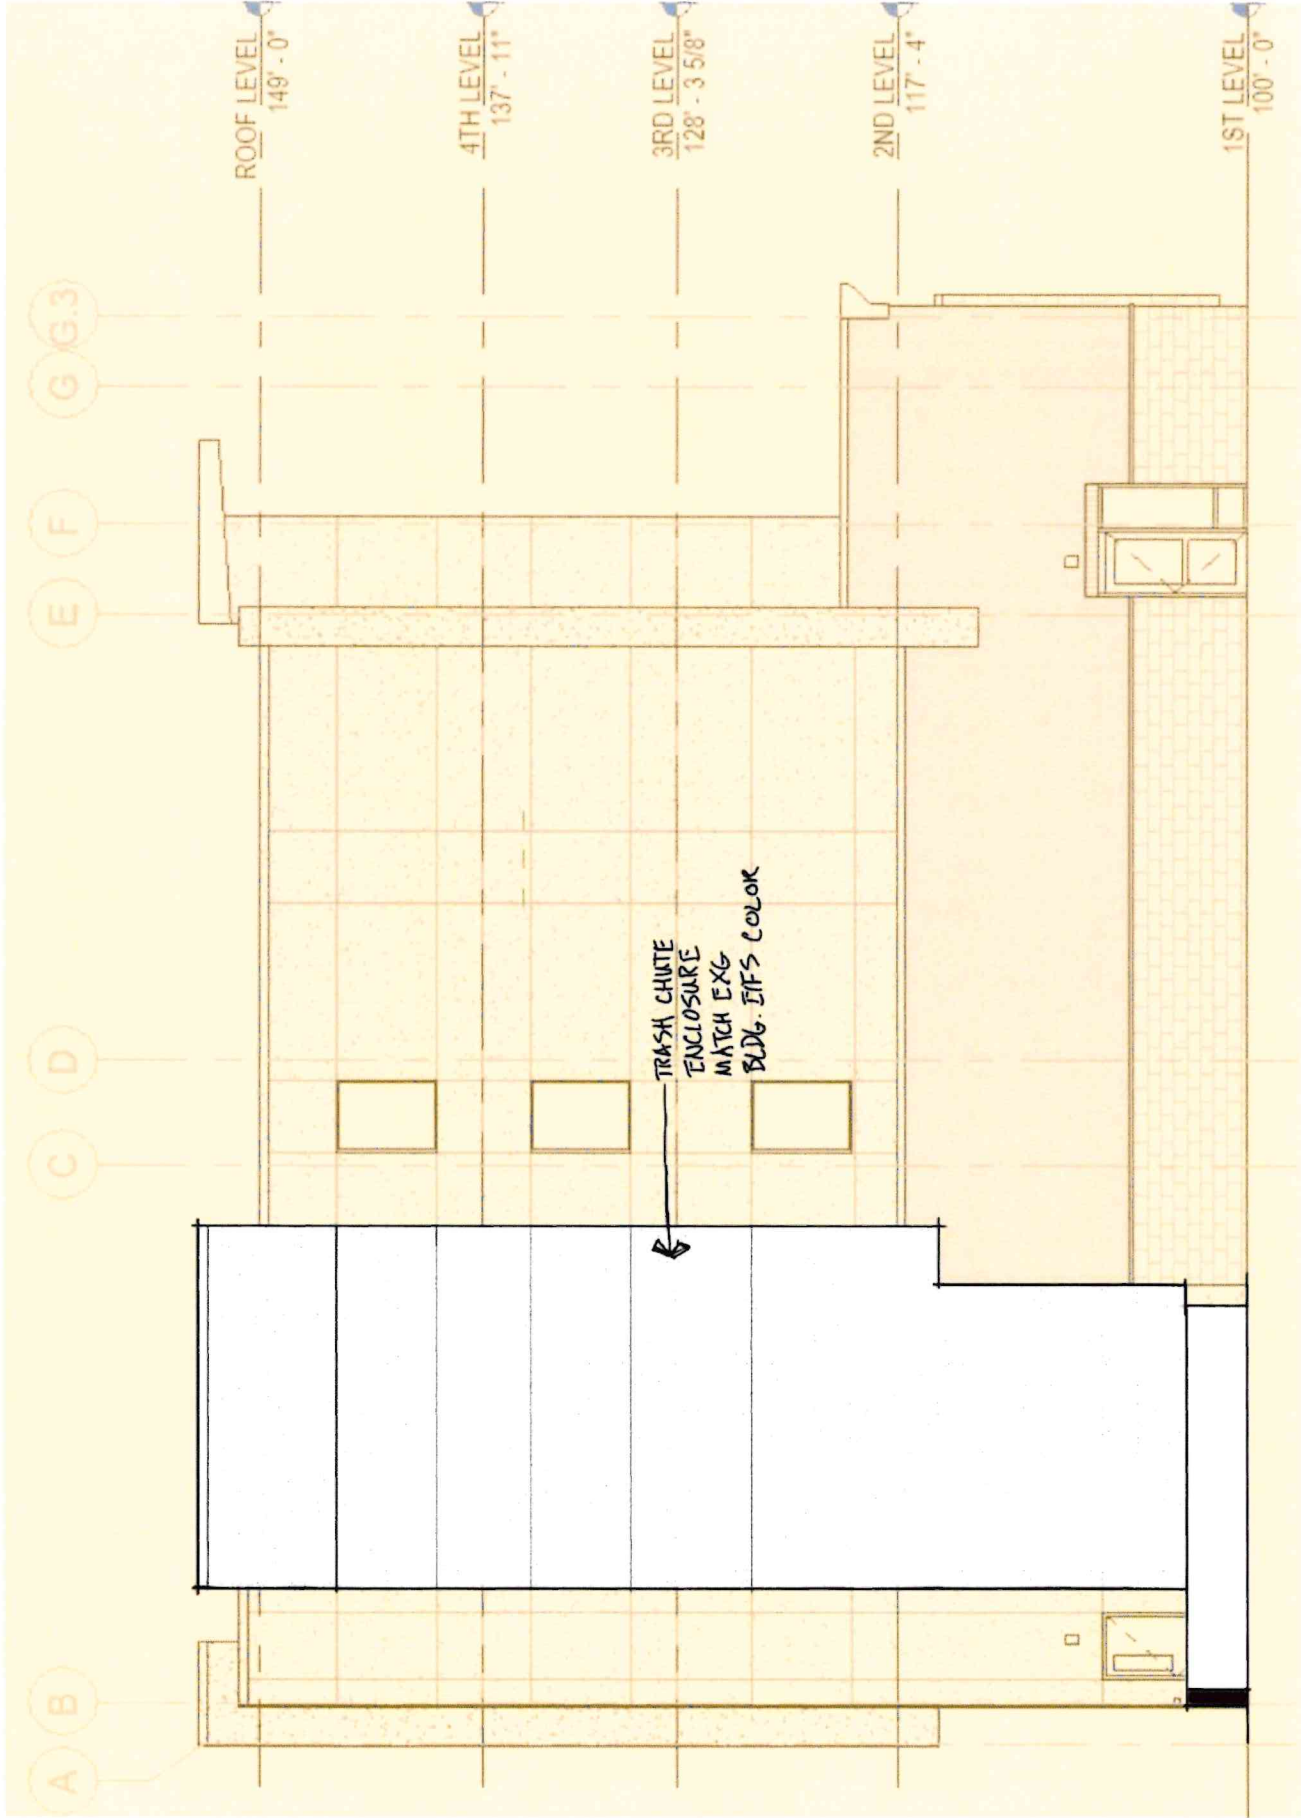 A
B
C
D
E
F
G
G.3
ROOF LEVEL
149' - 0"
4TH LEVEL
137' - 11"
3RD LEVEL
128' - 3 5/8"
2ND LEVEL
117' - 4"
1ST LEVEL
100' - 0"
TRASH CHUTE
ENCLOSURE
MATCH EXG
BLDG. EIFS COLOR